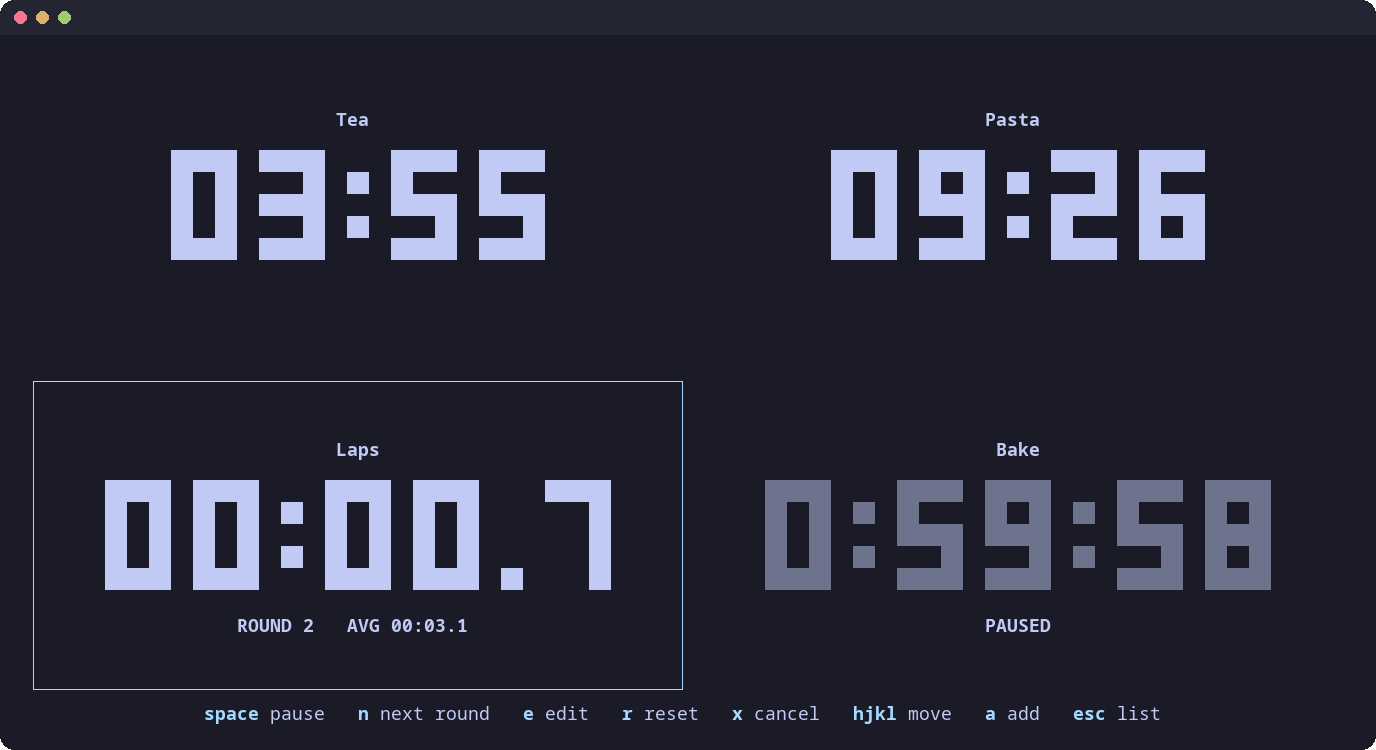 Tea
03:55
Pasta
09:26
Laps
00:00.7
ROUND 2   AVG 00:03.1
Bake
0:59:58
PAUSED
space pause   n next round   e edit   r reset   x cancel   hjkl move   a add   esc list